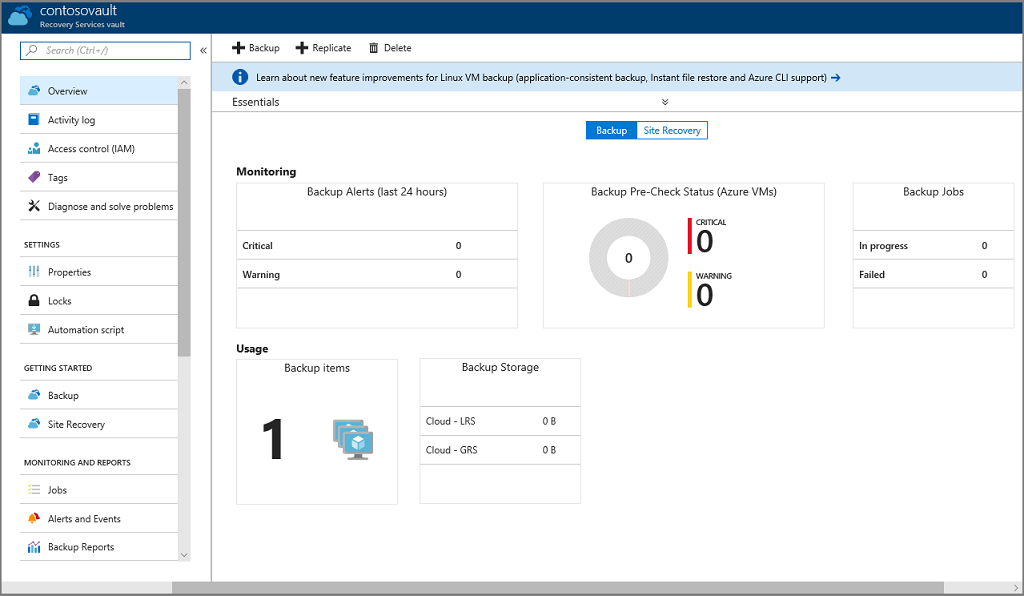 contosovault
Recovery Services vault
Search (Ctrl+/)
Overview
Activity log
Access control (IAM)
Tags
Diagnose and solve problems
SETTINGS
Properties
Locks
Automation script
GETTING STARTED
Backup
Site Recovery
MONITORING AND REPORTS
Jobs
Alerts and Events
Backup Reports
Backup Replicate Delete
Learn about new feature improvements for Linux VM backup (application-consistent backup, Instant file restore and Azure CLI support) →
Essentials
Backup Site Recovery
Monitoring
Backup Alerts (last 24 hours)
Critical 0
Warning 0
Backup Pre-Check Status (Azure VMs)
0
CRITICAL
0
WARNING
0
Backup Jobs
In progress 0
Failed 0
Usage
Backup items
1
Backup Storage
Cloud - LRS 0 B
Cloud - GRS 0 B